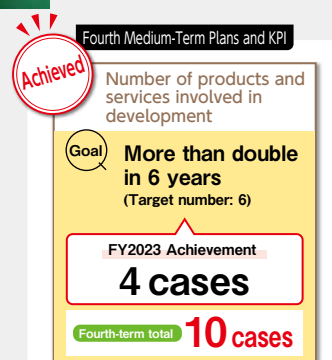 Fourth Medium-Term Plans and KPI
Achieved
Number of products and
services involved in
development
Goal
More than double
in 6 years
(Target number: 6)
FY2023 Achievement
4 cases
Fourth-term total 10 cases